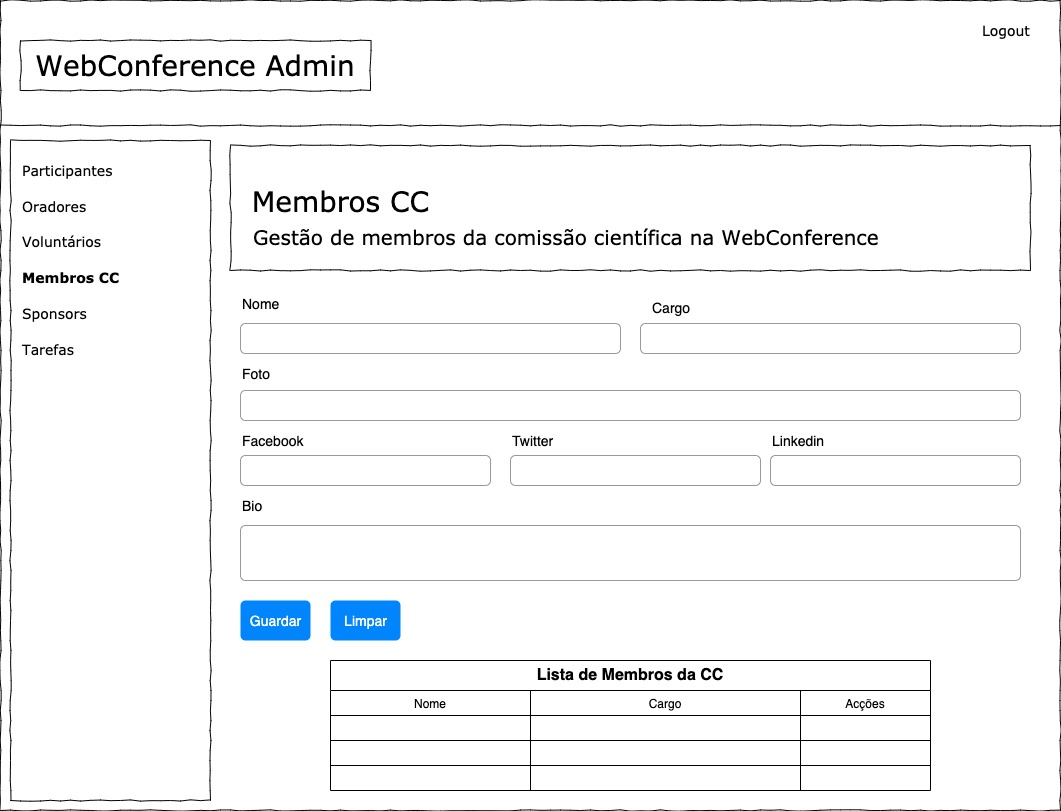 Logout
WebConference Admin
Participantes
Oradores
Voluntários
Membros CC
Sponsors
Tarefas
Membros CC
Gestão de membros da comissão científica na WebConference
Nome Cargo
Foto
Facebook Twitter Linkedin
Bio
Guardar Limpar
Lista de Membros da CC
Nome Cargo Acções